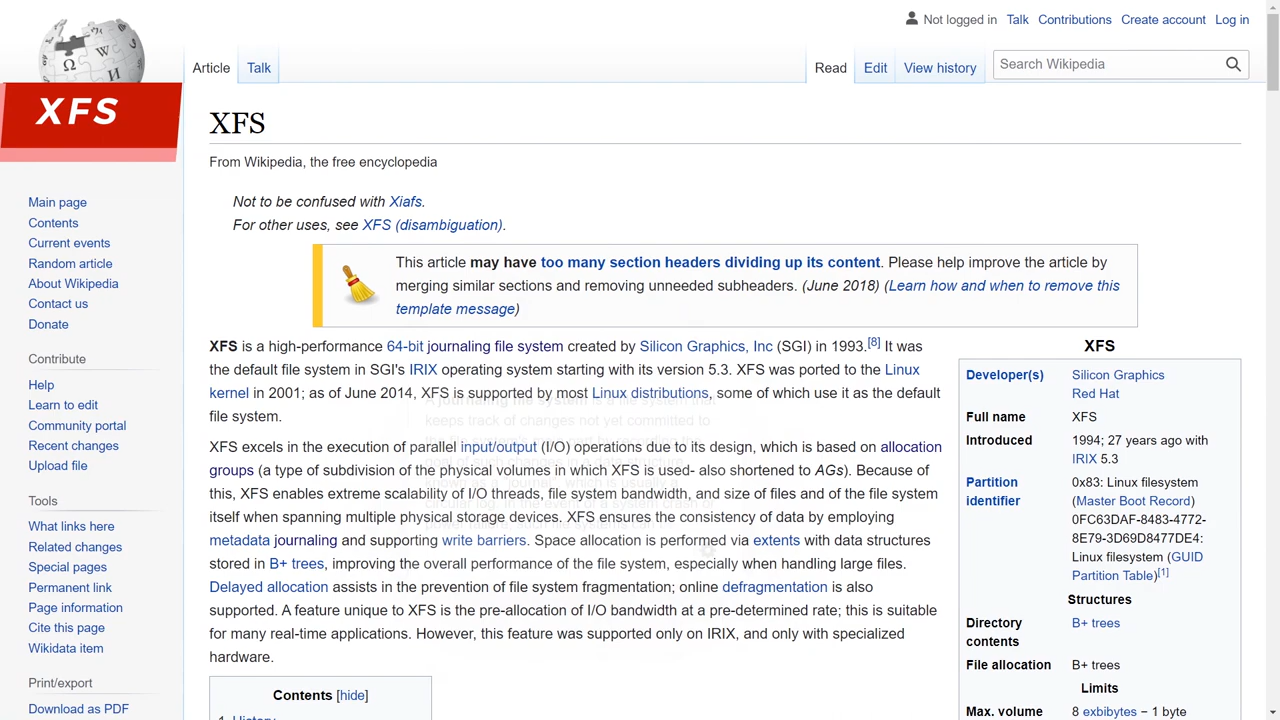 Not logged in Talk Contributions Create account Log in
Article Talk Read Edit View history Search Wikipedia
XFS
XFS
From Wikipedia, the free encyclopedia
Not to be confused with Xiafs.
For other uses, see XFS (disambiguation).
This article may have too many section headers dividing up its content. Please help improve the article by
merging similar sections and removing unneeded subheaders. (June 2018) (Learn how and when to remove this
template message)
XFS is a high-performance 64-bit journaling file system created by Silicon Graphics, Inc (SGI) in 1993.[8] It was
the default file system in SGI's IRIX operating system starting with its version 5.3. XFS was ported to the Linux
kernel in 2001; as of June 2014, XFS is supported by most Linux distributions, some of which use it as the default
file system.
XFS excels in the execution of parallel input/output (I/O) operations due to its design, which is based on allocation
groups (a type of subdivision of the physical volumes in which XFS is used- also shortened to AGs). Because of
this, XFS enables extreme scalability of I/O threads, file system bandwidth, and size of files and of the file system
itself when spanning multiple physical storage devices. XFS ensures the consistency of data by employing
metadata journaling and supporting write barriers. Space allocation is performed via extents with data structures
stored in B+ trees, improving the overall performance of the file system, especially when handling large files.
Delayed allocation assists in the prevention of file system fragmentation; online defragmentation is also
supported. A feature unique to XFS is the pre-allocation of I/O bandwidth at a pre-determined rate; this is suitable
for many real-time applications. However, this feature was supported only on IRIX, and only with specialized
hardware.
Contents [hide]
1 History
XFS
Developer(s) Silicon Graphics
Red Hat
Full name XFS
Introduced 1994; 27 years ago with
IRIX 5.3
Partition identifier 0x83: Linux filesystem
(Master Boot Record)
0FC63DAF-8483-4772-
8E79-3D69D8477DE4:
Linux filesystem (GUID
Partition Table)[1]
Structures
Directory contents B+ trees
File allocation B+ trees
Limits
Max. volume 8 exbibytes − 1 byte
Main page
Contents
Current events
Random article
About Wikipedia
Contact us
Donate
Contribute
Help
Learn to edit
Community portal
Recent changes
Upload file
Tools
What links here
Related changes
Special pages
Permanent link
Page information
Cite this page
Wikidata item
Print/export
Download as PDF